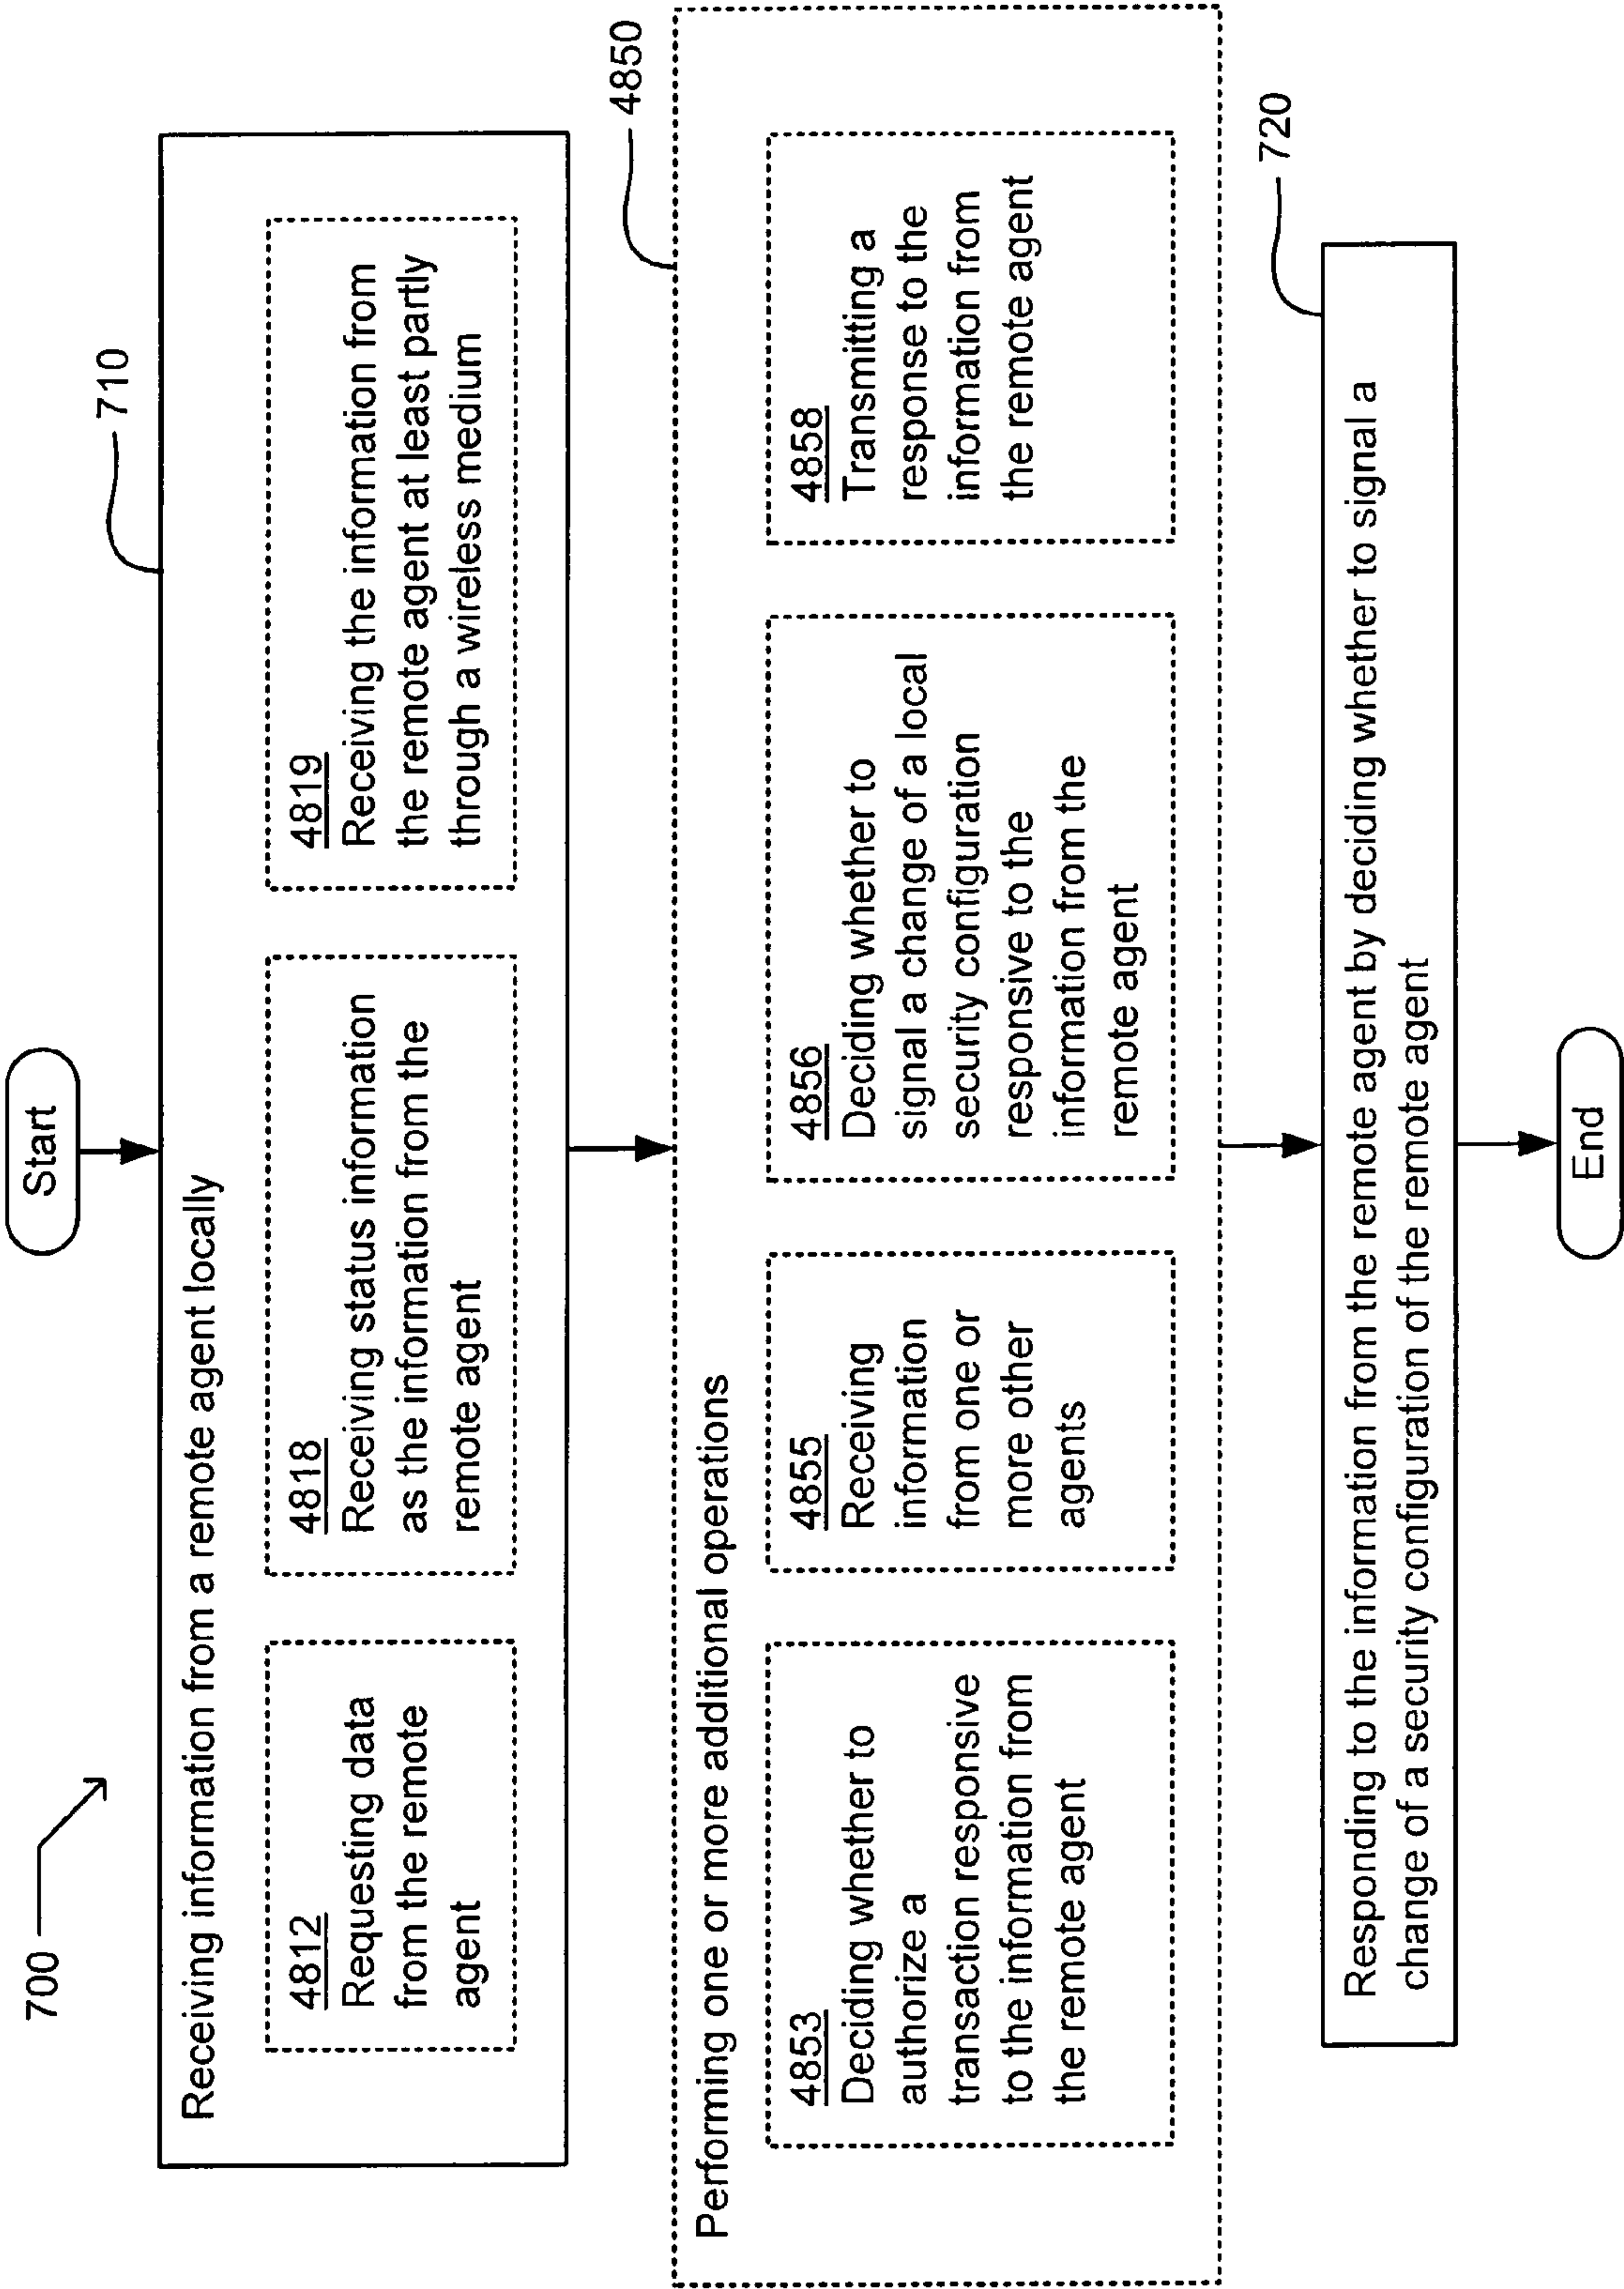 700
Start
710
Receiving information from a remote agent locally
4812
Requesting data
from the remote
agent
4818
Receiving status information
as the information from the
remote agent
4819
Receiving the information from
the remote agent at least partly
through a wireless medium
4850
Performing one or more additional operations
4853
Deciding whether to
authorize a
transaction responsive
to the information from
the remote agent
4855
Receiving
information
from one or
more other
agents
4856
Deciding whether to
signal a change of a local
security configuration
responsive to the
information from the
remote agent
4858
Transmitting a
response to the
information from
the remote agent
720
Responding to the information from the remote agent by deciding whether to signal a
change of a security configuration of the remote agent
End